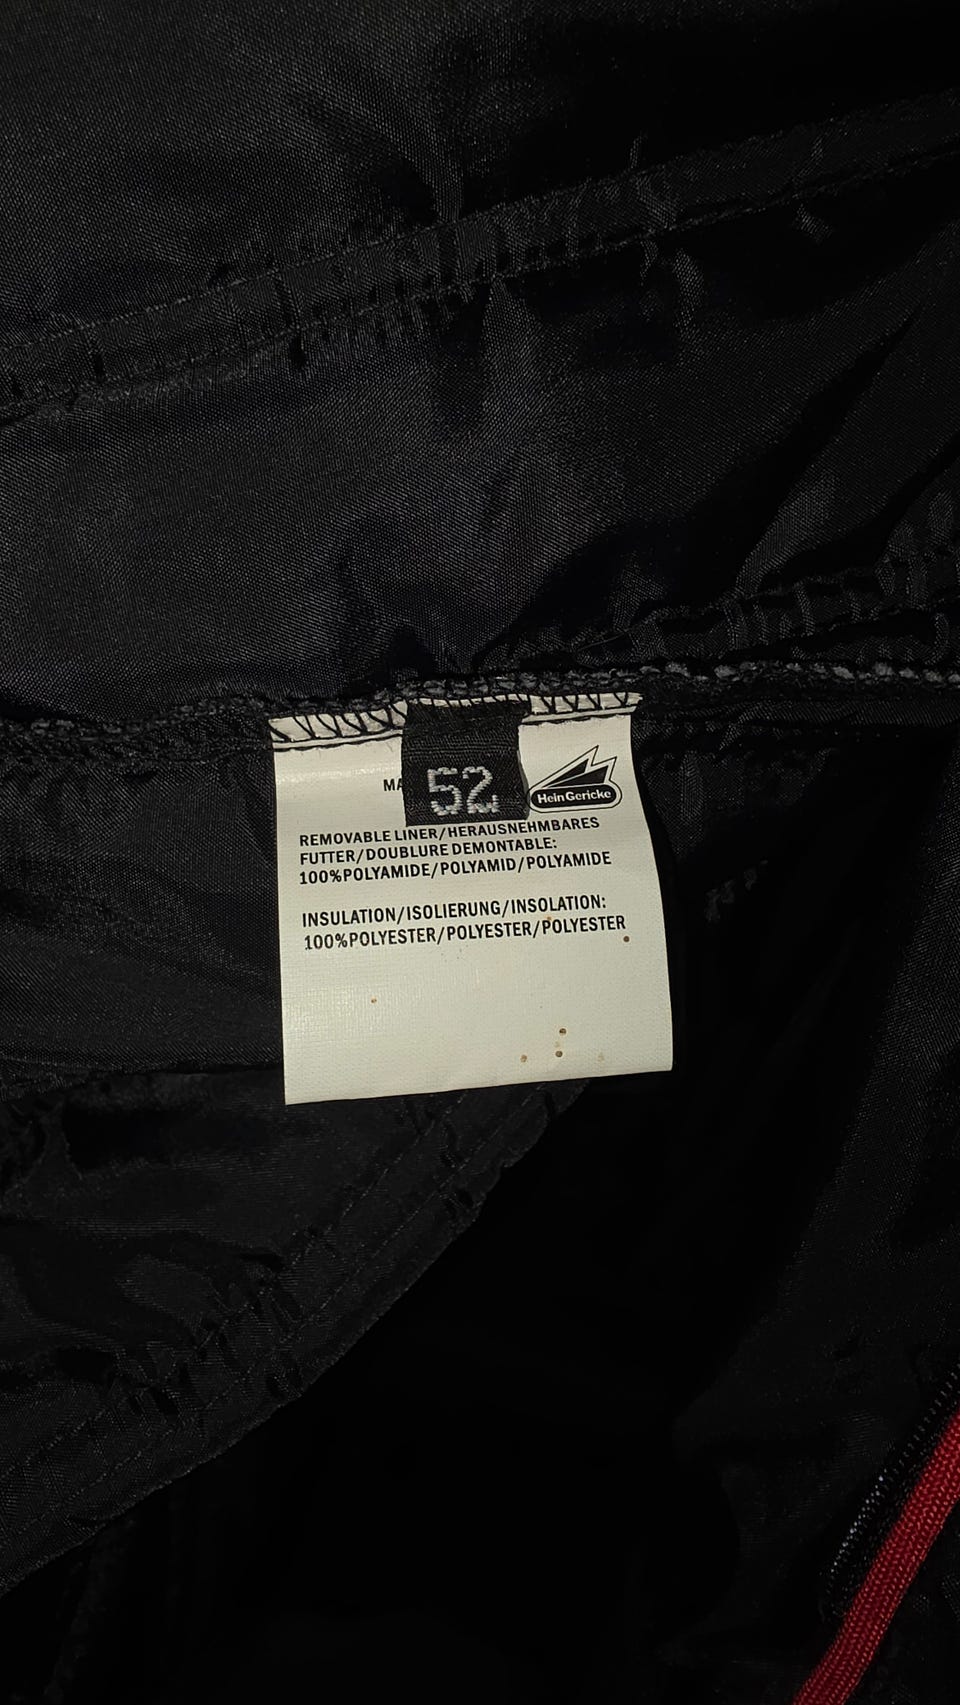 MA
52
HeinGericke
REMOVABLE LINER/HERAUSNEHMBARES
FUTTER/DOUBLURE DEMONTABLE:
100%POLYAMIDE/POLYAMID/POLYAMIDE
INSULATION/ISOLIERUNG/INSOLATION:
100%POLYESTER/POLYESTER/POLYESTER